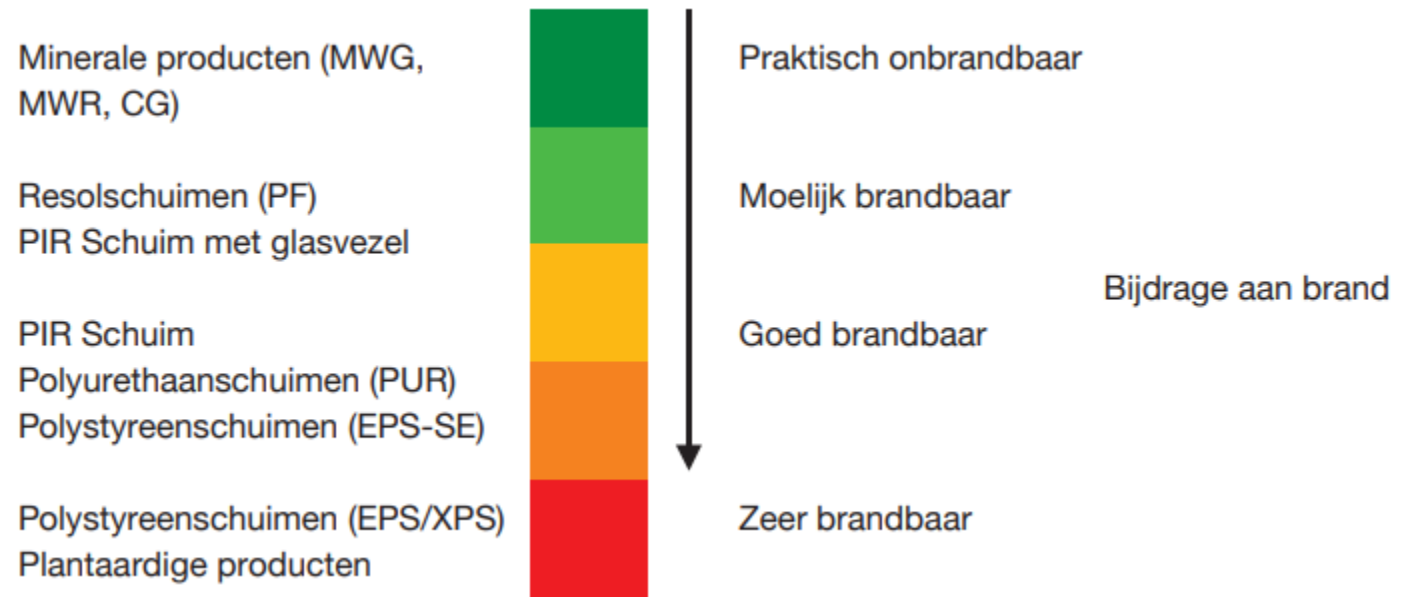 Minerale producten (MWG,
MWR, CG)
Praktisch onbrandbaar
Resolschuimen (PF)
PIR Schuim met glasvezel
Moelijk brandbaar
Bijdrage aan brand
PIR Schuim
Polyurethaanschuimen (PUR)
Polystyreenschuimen (EPS-SE)
Goed brandbaar
Polystyreenschuimen (EPS/XPS)
Plantaardige producten
Zeer brandbaar